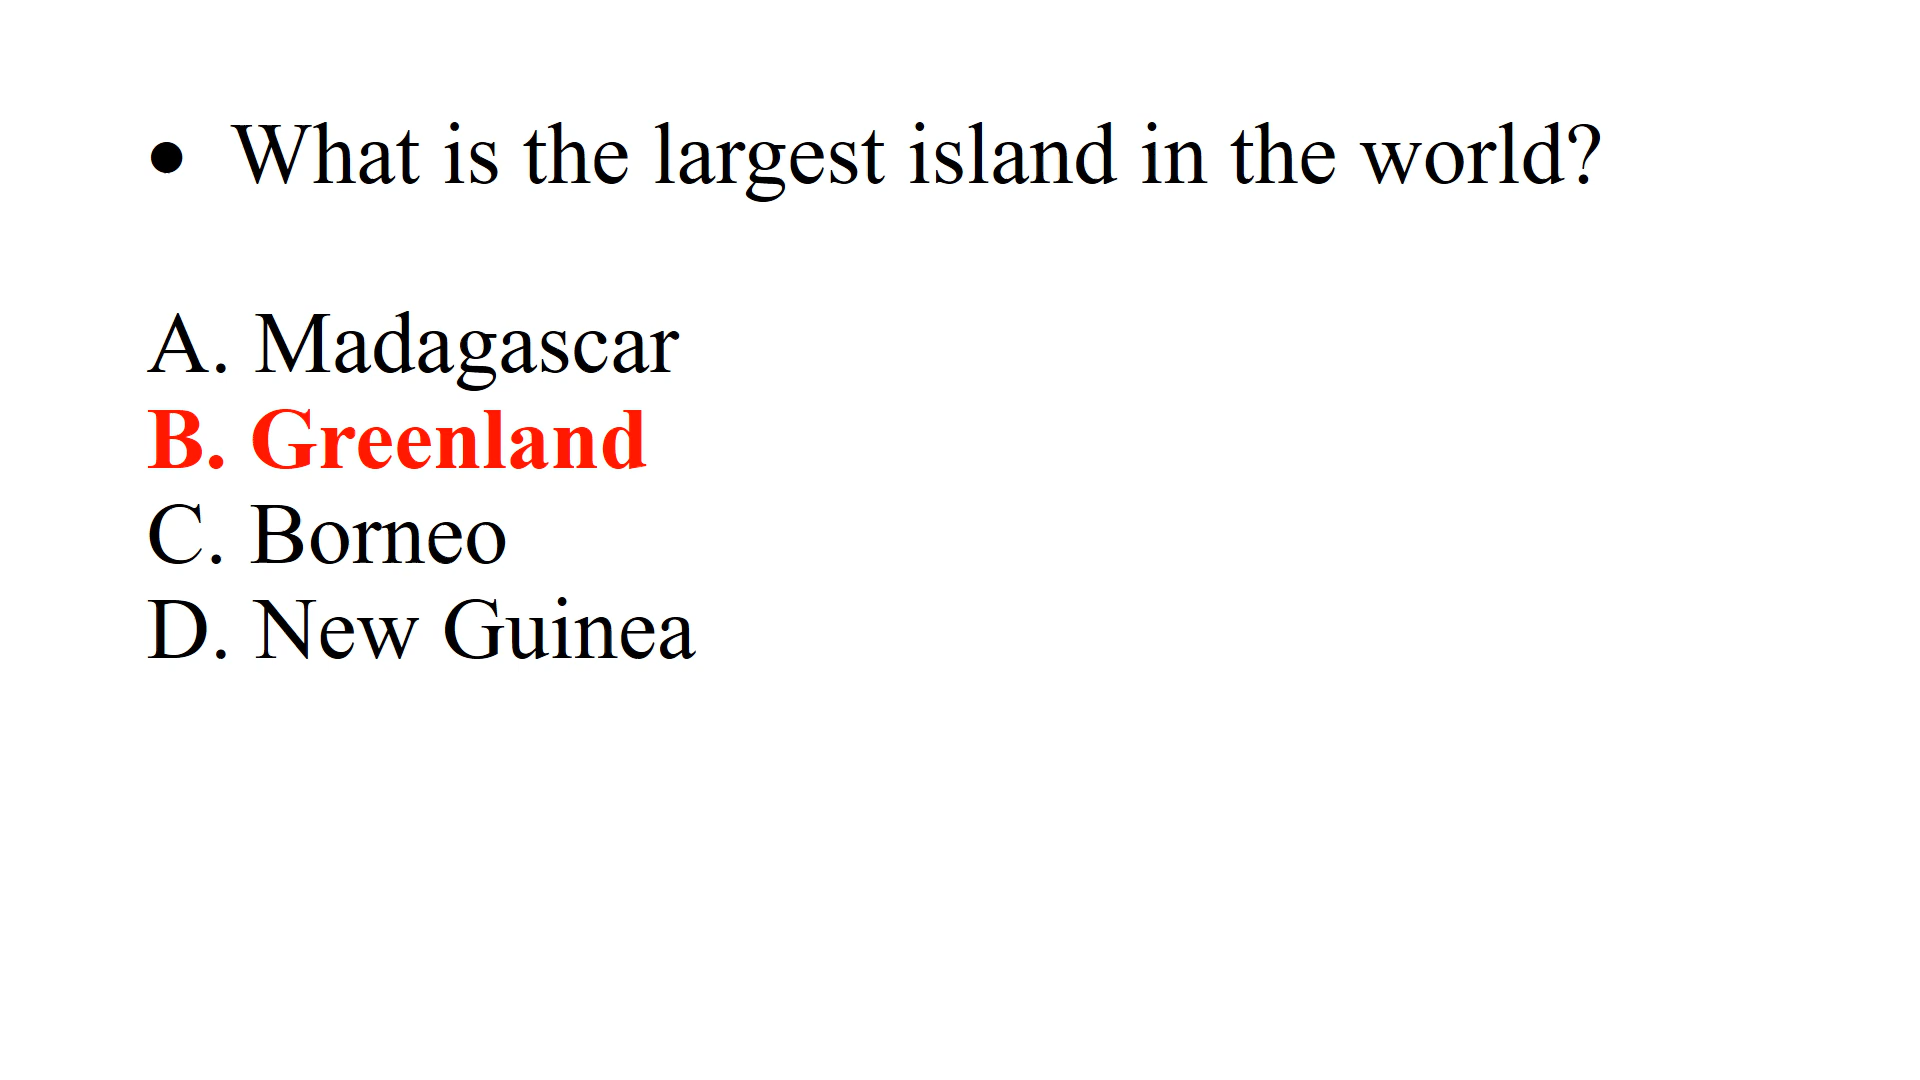 • What is the largest island in the world?
A. Madagascar
B. Greenland
C. Borneo
D. New Guinea